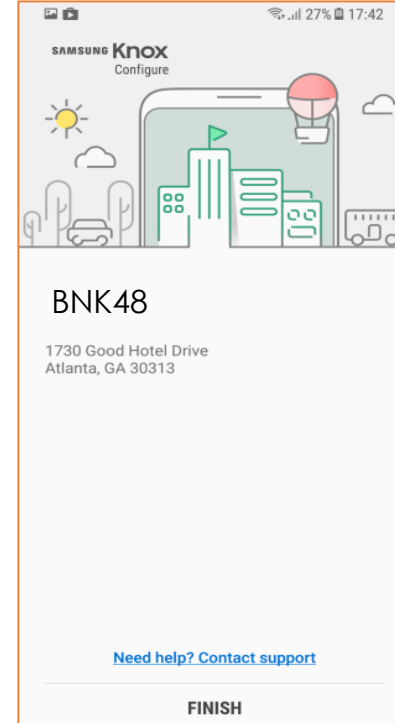 27% 17:42
SAMSUNG Knox
Configure
BNK48
1730 Good Hotel Drive
Atlanta, GA 30313
Need help? Contact support
FINISH